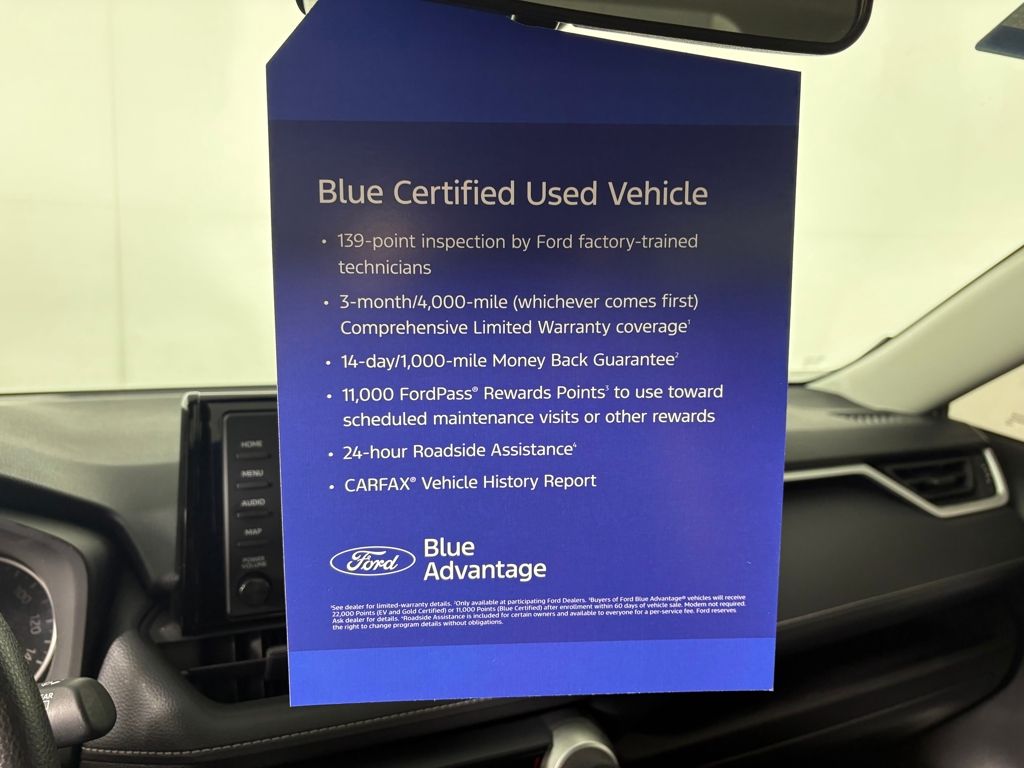 Blue Certified Used Vehicle
• 139-point inspection by Ford factory-trained
technicians
• 3-month/4,000-mile (whichever comes first)
Comprehensive Limited Warranty coverage¹
• 14-day/1,000-mile Money Back Guarantee²
• 11,000 FordPass® Rewards Points³ to use toward
scheduled maintenance visits or other rewards
• 24-hour Roadside Assistance⁴
• CARFAX® Vehicle History Report
Ford
Blue
Advantage
¹See dealer for limited-warranty details. ²Only available at participating Ford Dealers. ³Buyers of Ford Blue Advantage® vehicles will receive
22,000 Points (EV and Gold Certified) or 11,000 Points (Blue Certified) after enrollment within 60 days of vehicle sale. Modem not required.
Ask dealer for details. ⁴Roadside Assistance is included for certain owners and available to everyone for a per-service fee. Ford reserves
the right to change program details without obligations.
HOME
MENU
AUDIO
MAP
POWER
VOLUME
120